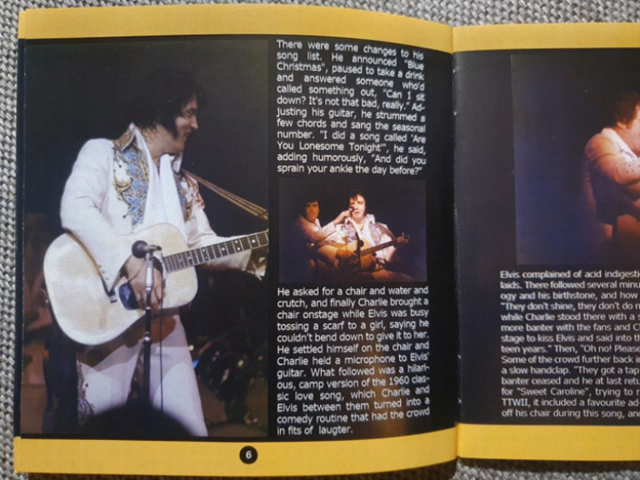 There were some changes to his
song list. He announced "Blue
Christmas", paused to take a drink
and answered someone who'd
called something out, "Can I sit
down? It's not that bad, really." Ad-
justing his guitar, he strummed a
few chords and sang the seasonal
number. "I did a song called 'Are
You Lonesome Tonight'", he said,
adding humorously, "And did you
sprain your ankle the day before?"
He asked for a chair and water and
crutch, and finally Charlie brought a
chair onstage while Elvis was busy
tossing a scarf to a girl, saying he
couldn't bend down to give it to her.
He settled himself on the chair and
Charlie held a microphone to Elvis'
guitar. What followed was a hilari-
ous, camp version of the 1960 clas-
sic love song, which Charlie and
Elvis between them turned into a
comedy routine that had the crowd
in fits of laugter.
6
Elvis complained of acid indigesti
laids. There followed several minu
ogy and his birthstone, and ho
"They don't shine, they don't do n
while Charlie stood there with a s
more banter with the fans and C
stage to kiss Elvis and said into th
teen years." Then, "Oh no! Please
Some of the crowd further back
a slow handclap. "They got a tap
banter ceased and he at last ret
for "Sweet Caroline", trying to r
TTWII, it included a favourite ad
off his chair during this song, an